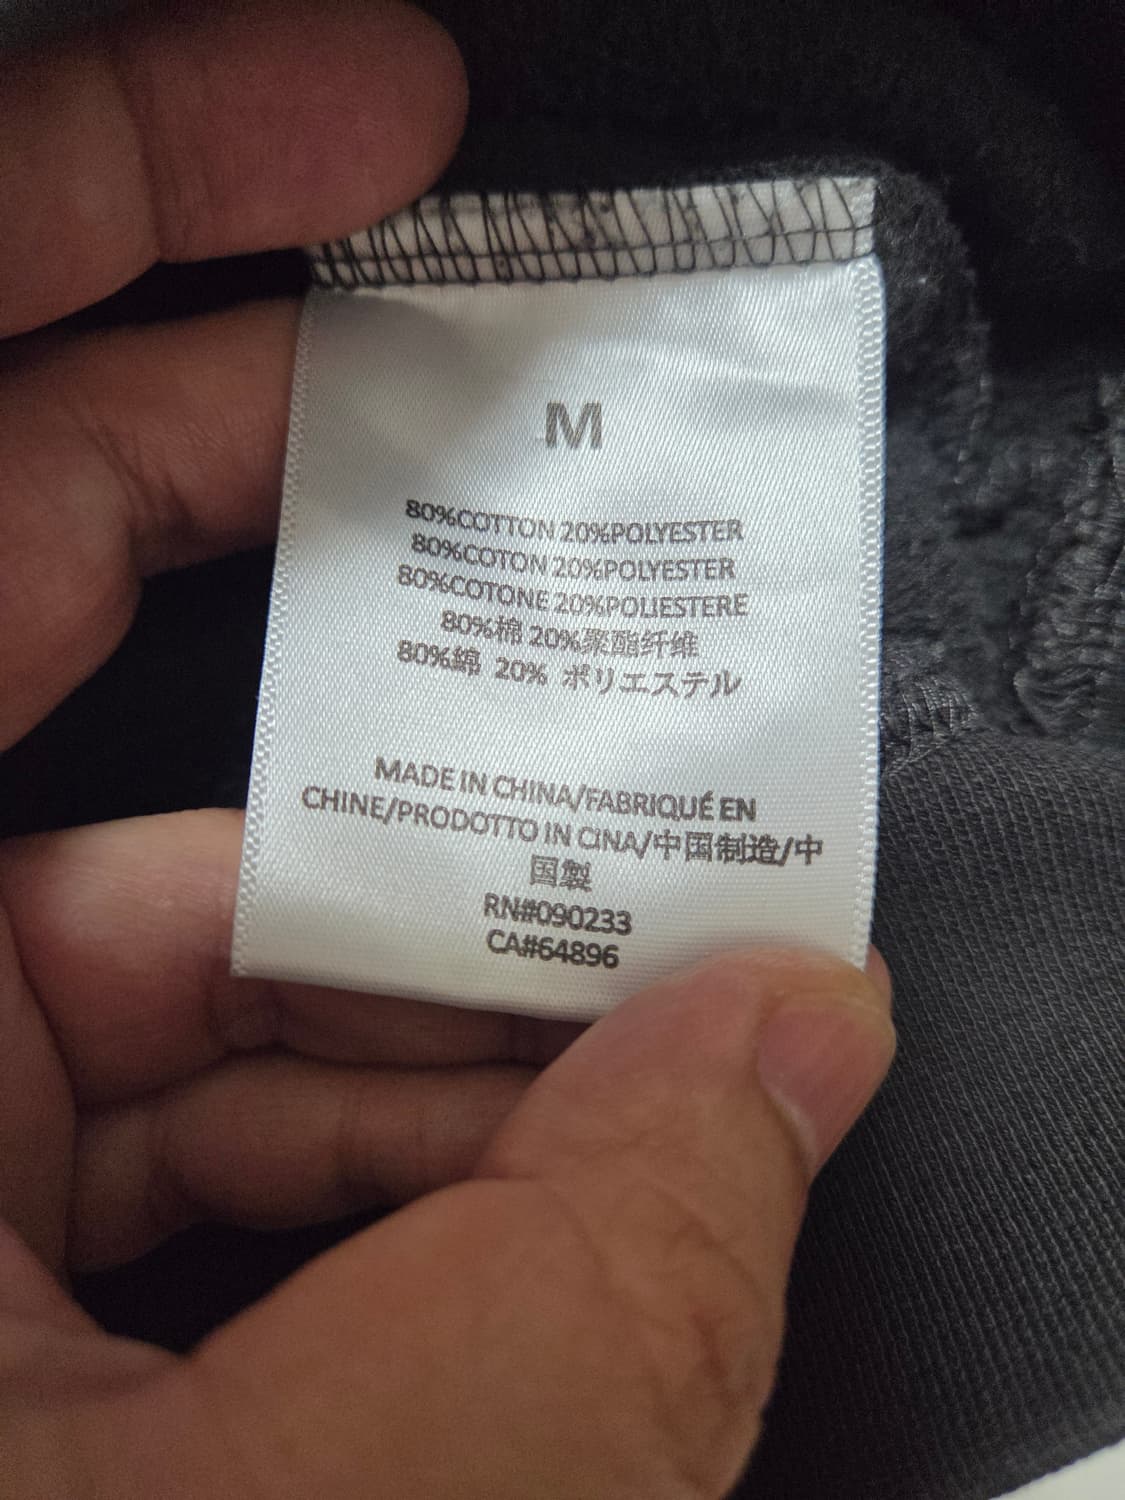 M
80%COTTON 20%POLYESTER
80%COTON 20%POLYESTER
80%COTONE 20%POLIESTERE
80%棉 20%聚酯纤维
80%綿 20% ポリエステル
MADE IN CHINA/FABRIQUÉ EN
CHINE/PRODOTTO IN CINA/中国制造/中
国製
RN#090233
CA#64896